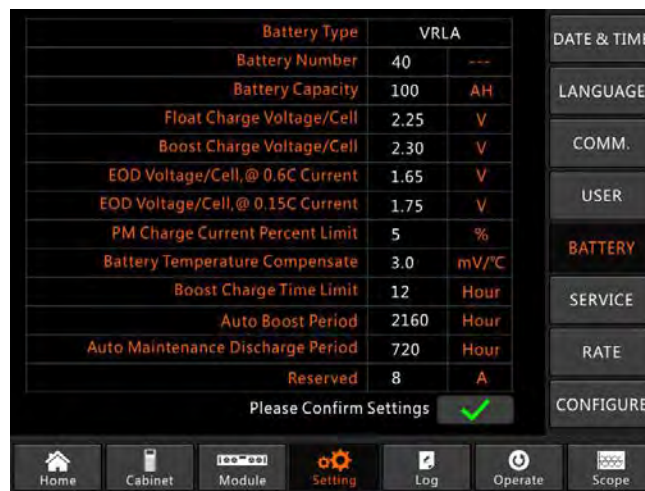 Battery Type VRLA
Battery Number 40 ---
Battery Capacity 100 AH
Float Charge Voltage/Cell 2.25 V
Boost Charge Voltage/Cell 2.30 V
EOD Voltage/Cell,@ 0.6C Current 1.65 V
EOD Voltage/Cell,@ 0.15C Current 1.75 V
PM Charge Current Percent Limit 5 %
Battery Temperature Compensate 3.0 mV/℃
Boost Charge Time Limit 12 Hour
Auto Boost Period 2160 Hour
Auto Maintenance Discharge Period 720 Hour
Reserved 8 A
Please Confirm Settings
DATE & TIME
LANGUAGE
COMM.
USER
BATTERY
SERVICE
RATE
CONFIGURE
Home Cabinet Module Setting Log Operate Scope